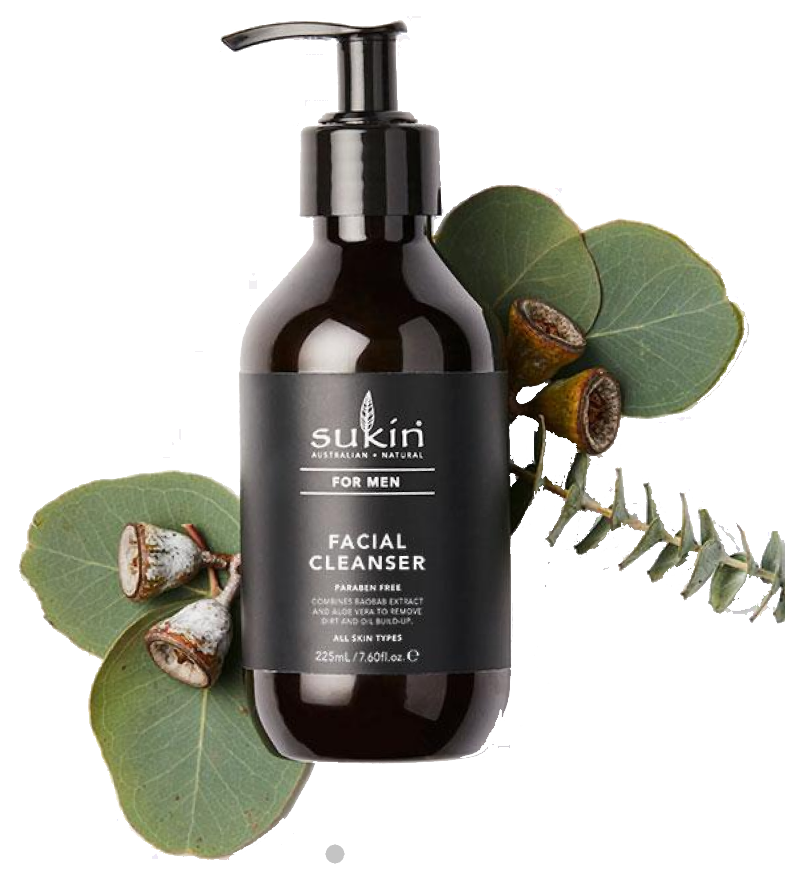 sukin
AUSTRALIAN • NATURAL
FOR MEN
FACIAL
CLEANSER
PARABEN FREE
COMBINES BAOBAB EXTRACT
AND ALOE VERA TO REMOVE
DIRT AND OIL BUILD-UP.
ALL SKIN TYPES
225mL / 7.60fl.oz. ℮